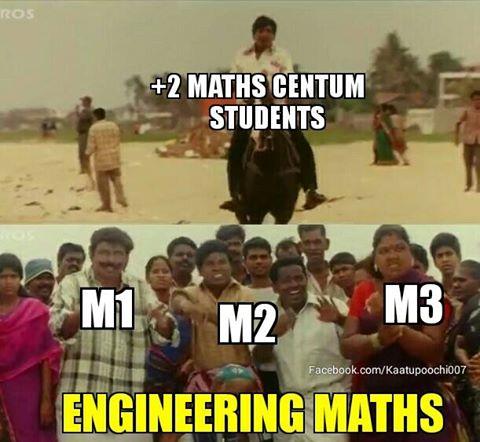 ROS
+2 MATHS CENTUM
STUDENTS
ROS
M1
M2
M3
Facebook.com/Kaatupoochi007
ENGINEERING MATHS